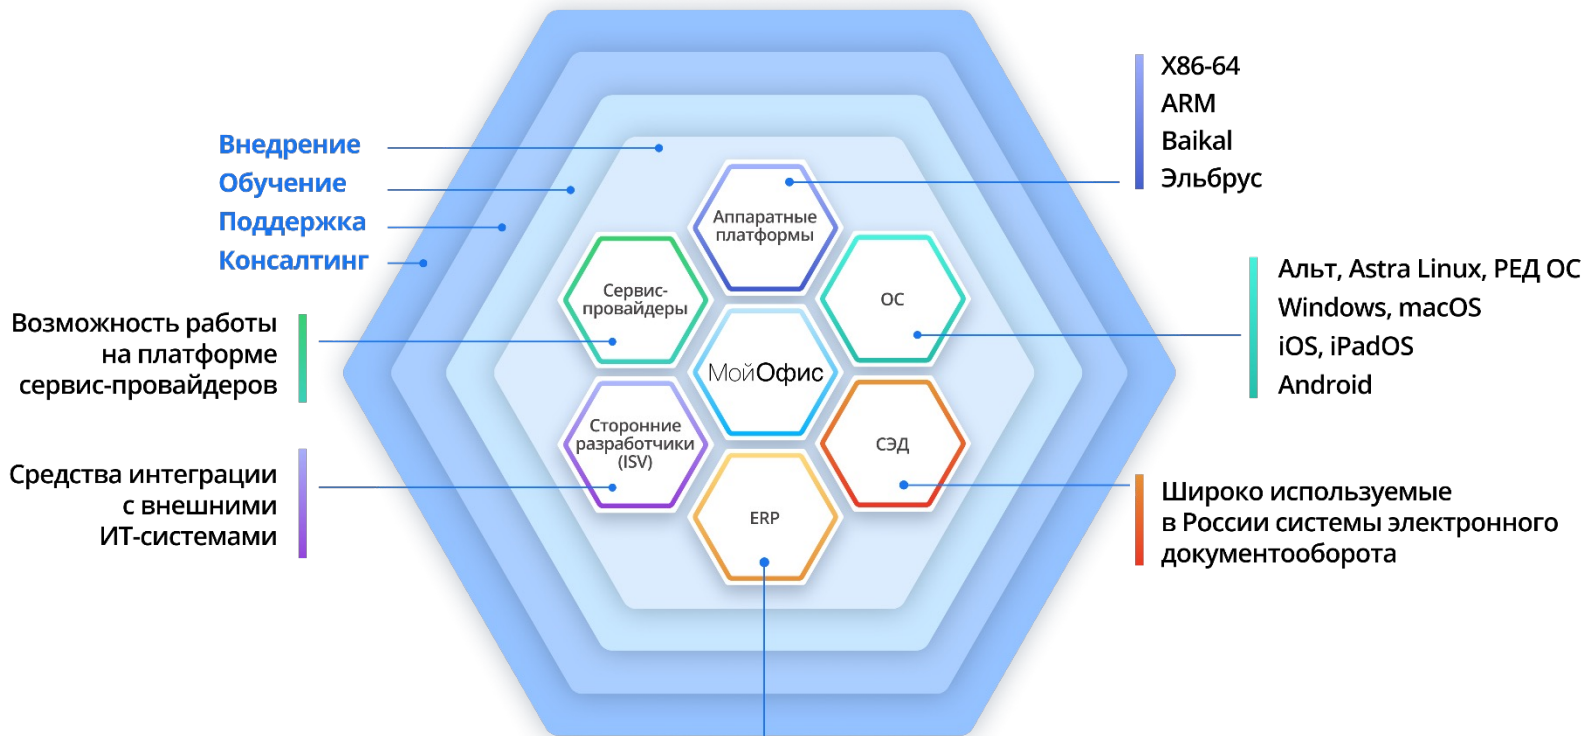 Внедрение
Обучение
Поддержка
Консалтинг
Возможность работы
на платформе
сервис-провайдеров
Средства интеграции
с внешними
ИТ-системами
Аппаратные
платформы
Сервис-
провайдеры
ОС
МойОфис
Сторонние
разработчики
(ISV)
СЭД
ERP
X86-64
ARM
Baikal
Эльбрус
Альт, Astra Linux, РЕД ОС
Windows, macOS
iOS, iPadOS
Android
Широко используемые
в России системы электронного
документооборота